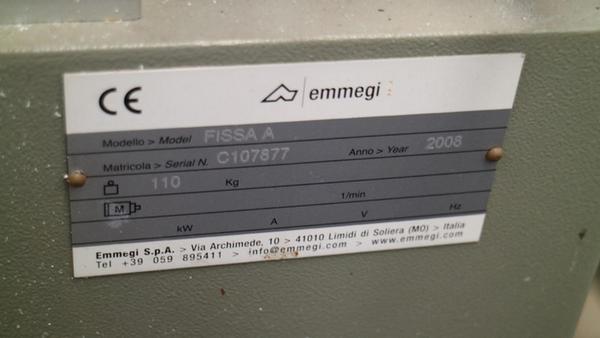 CE emmegi
Modello > Model FISSA A
Matricola > Serial N. C107877 Anno > Year 2008
110 Kg
M 1/min
kW A V Hz
Emmegi S.p.A. > Via Archimede, 10 > 41010 Limidi di Soliera (MO) > Italia
Tel +39 059 895411 > info@emmegi.com > www.emmegi.com